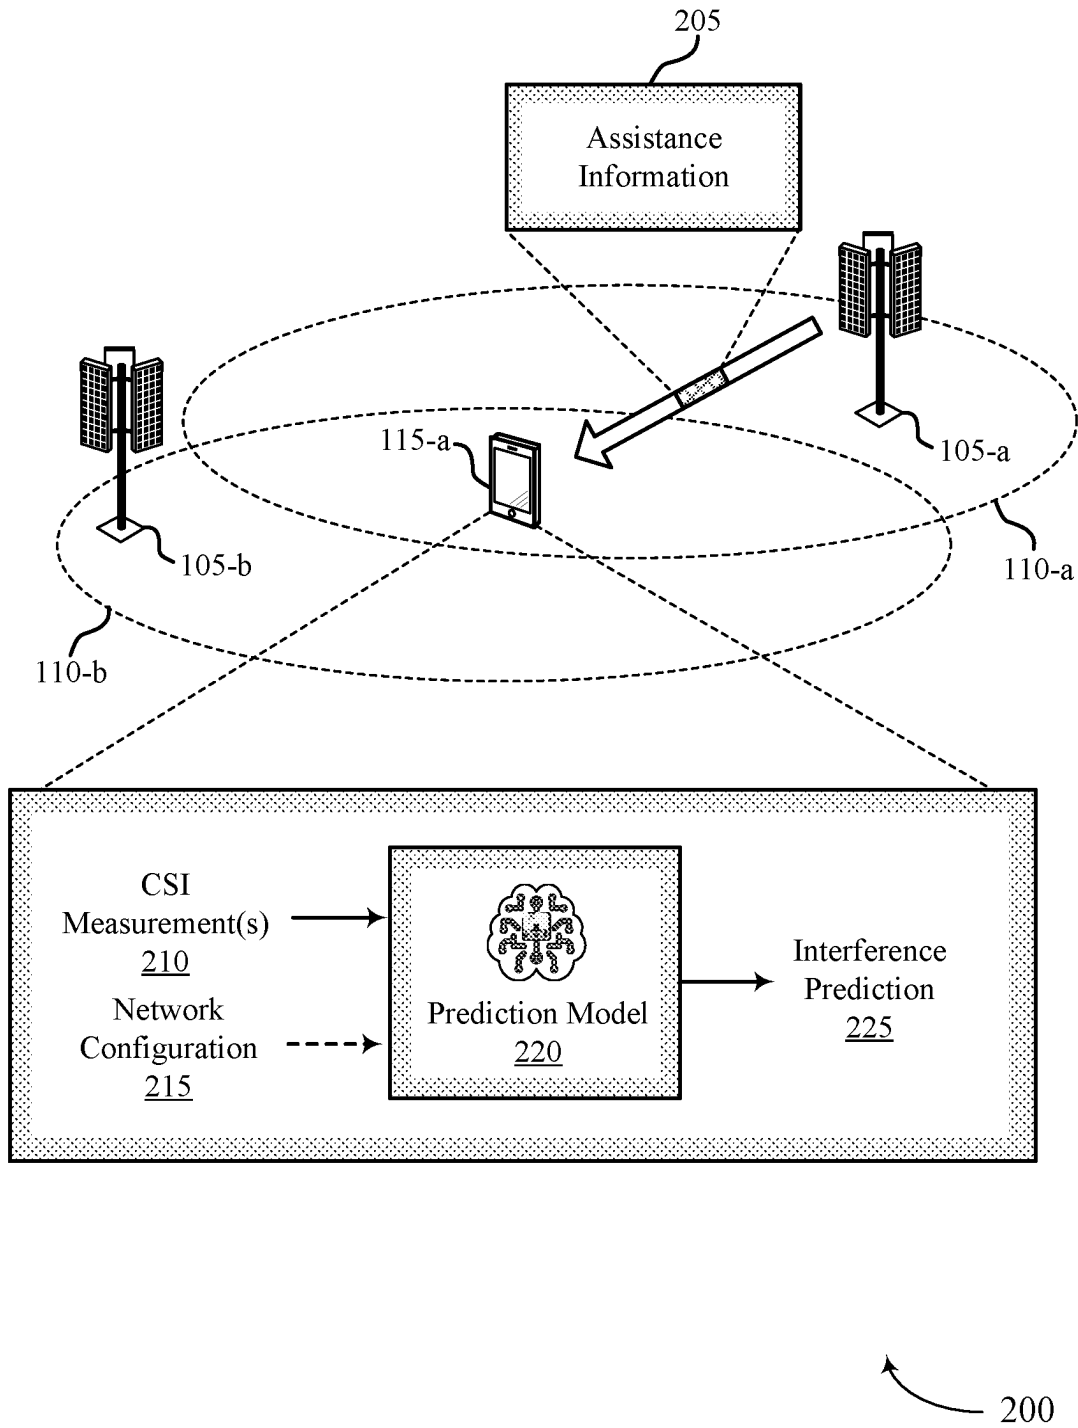 205
Assistance
Information
115-a
105-a
105-b
110-a
110-b
CSI
Measurement(s)
210
Network
Configuration
215
Prediction Model
220
Interference
Prediction
225
200